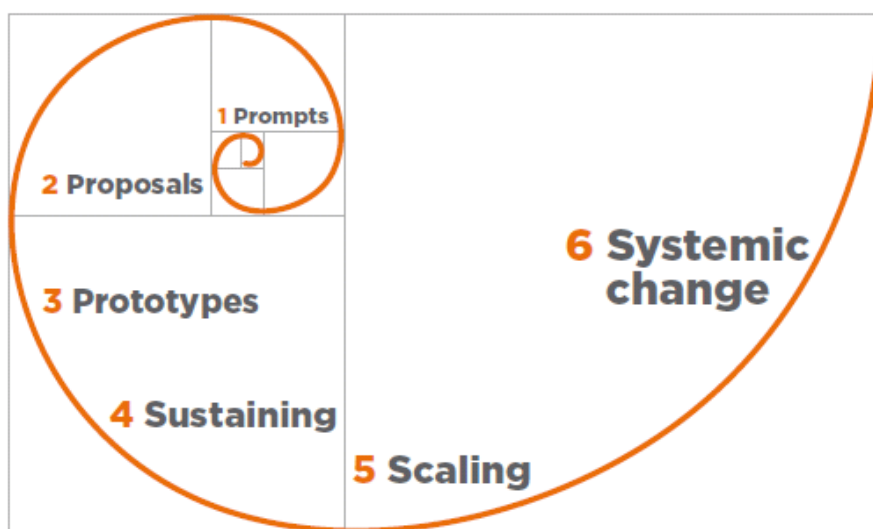 1 Prompts
2 Proposals
3 Prototypes
4 Sustaining
5 Scaling
6 Systemic
change